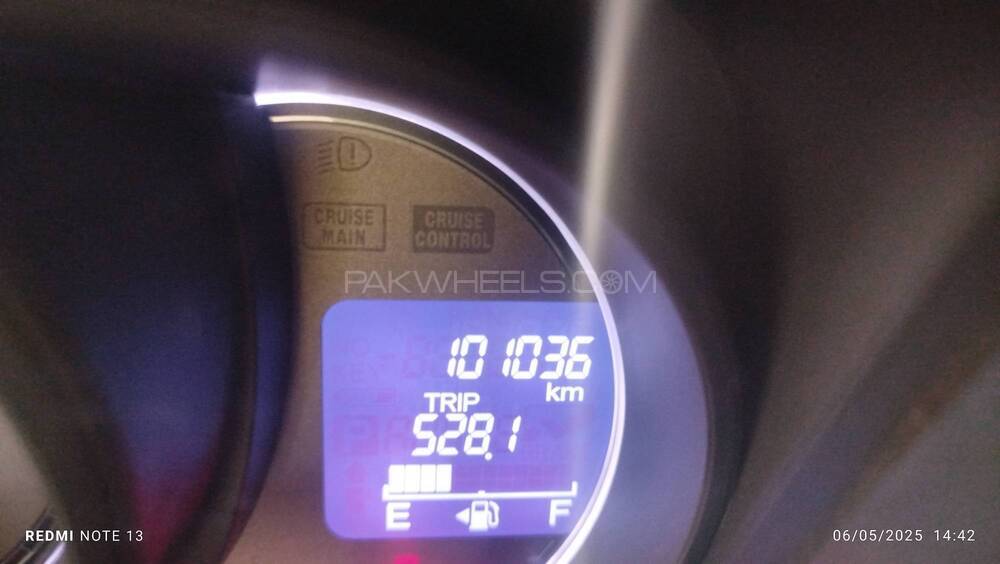 CRUISE MAIN
CRUISE CONTROL
PAKWHEELS.COM
101036
km
TRIP
528.1
E F
REDMI NOTE 13
06/05/2025 14:42